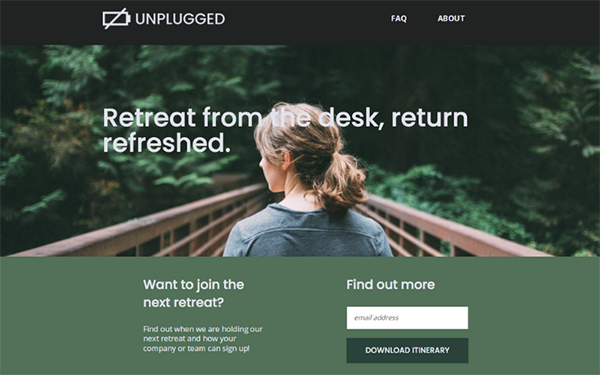 UNPLUGGED
FAQ ABOUT
Retreat from the desk, return
refreshed.
Want to join the
next retreat?
Find out when we are holding our
next retreat and how your
company or team can sign up!
Find out more
email address
DOWNLOAD ITINERARY